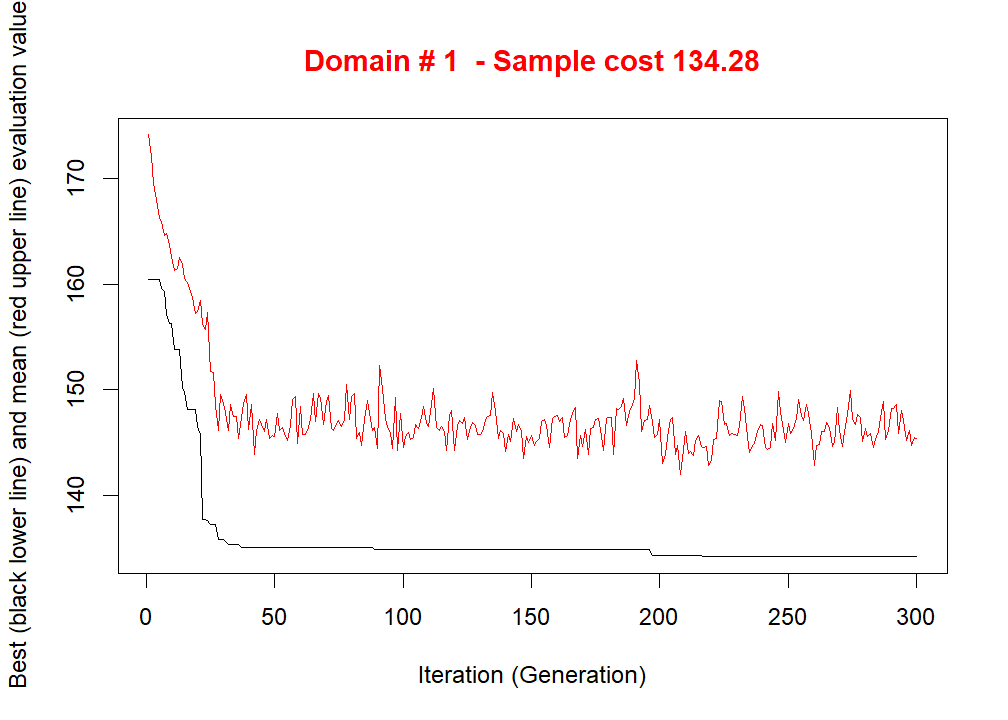 Domain # 1  - Sample cost 134.28
Best (black lower line) and mean (red upper line) evaluation value
170
160
150
140
0 50 100 150 200 250 300
Iteration (Generation)